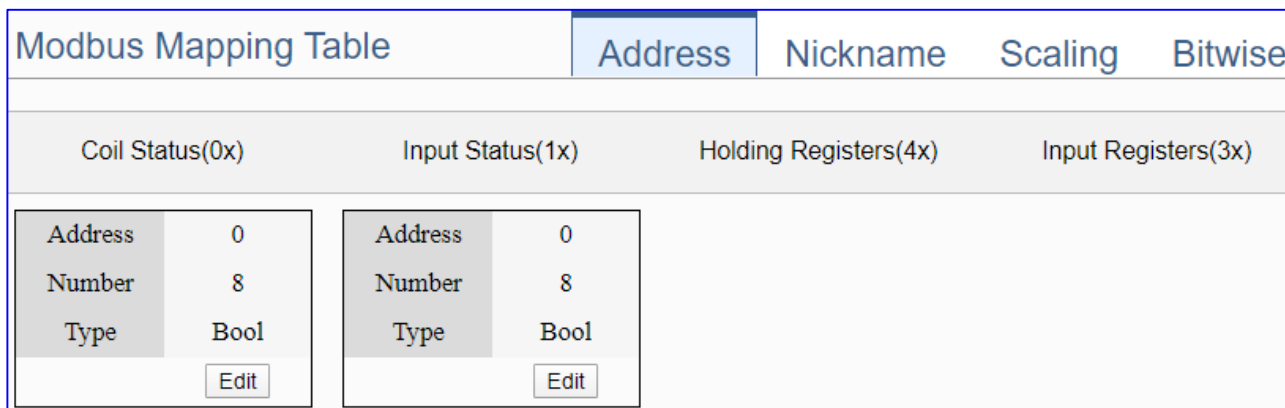 Modbus Mapping Table Address Nickname Scaling Bitwise
Coil Status(0x) Input Status(1x) Holding Registers(4x) Input Registers(3x)
Address 0 Address 0
Number 8 Number 8
Type Bool Type Bool
Edit Edit